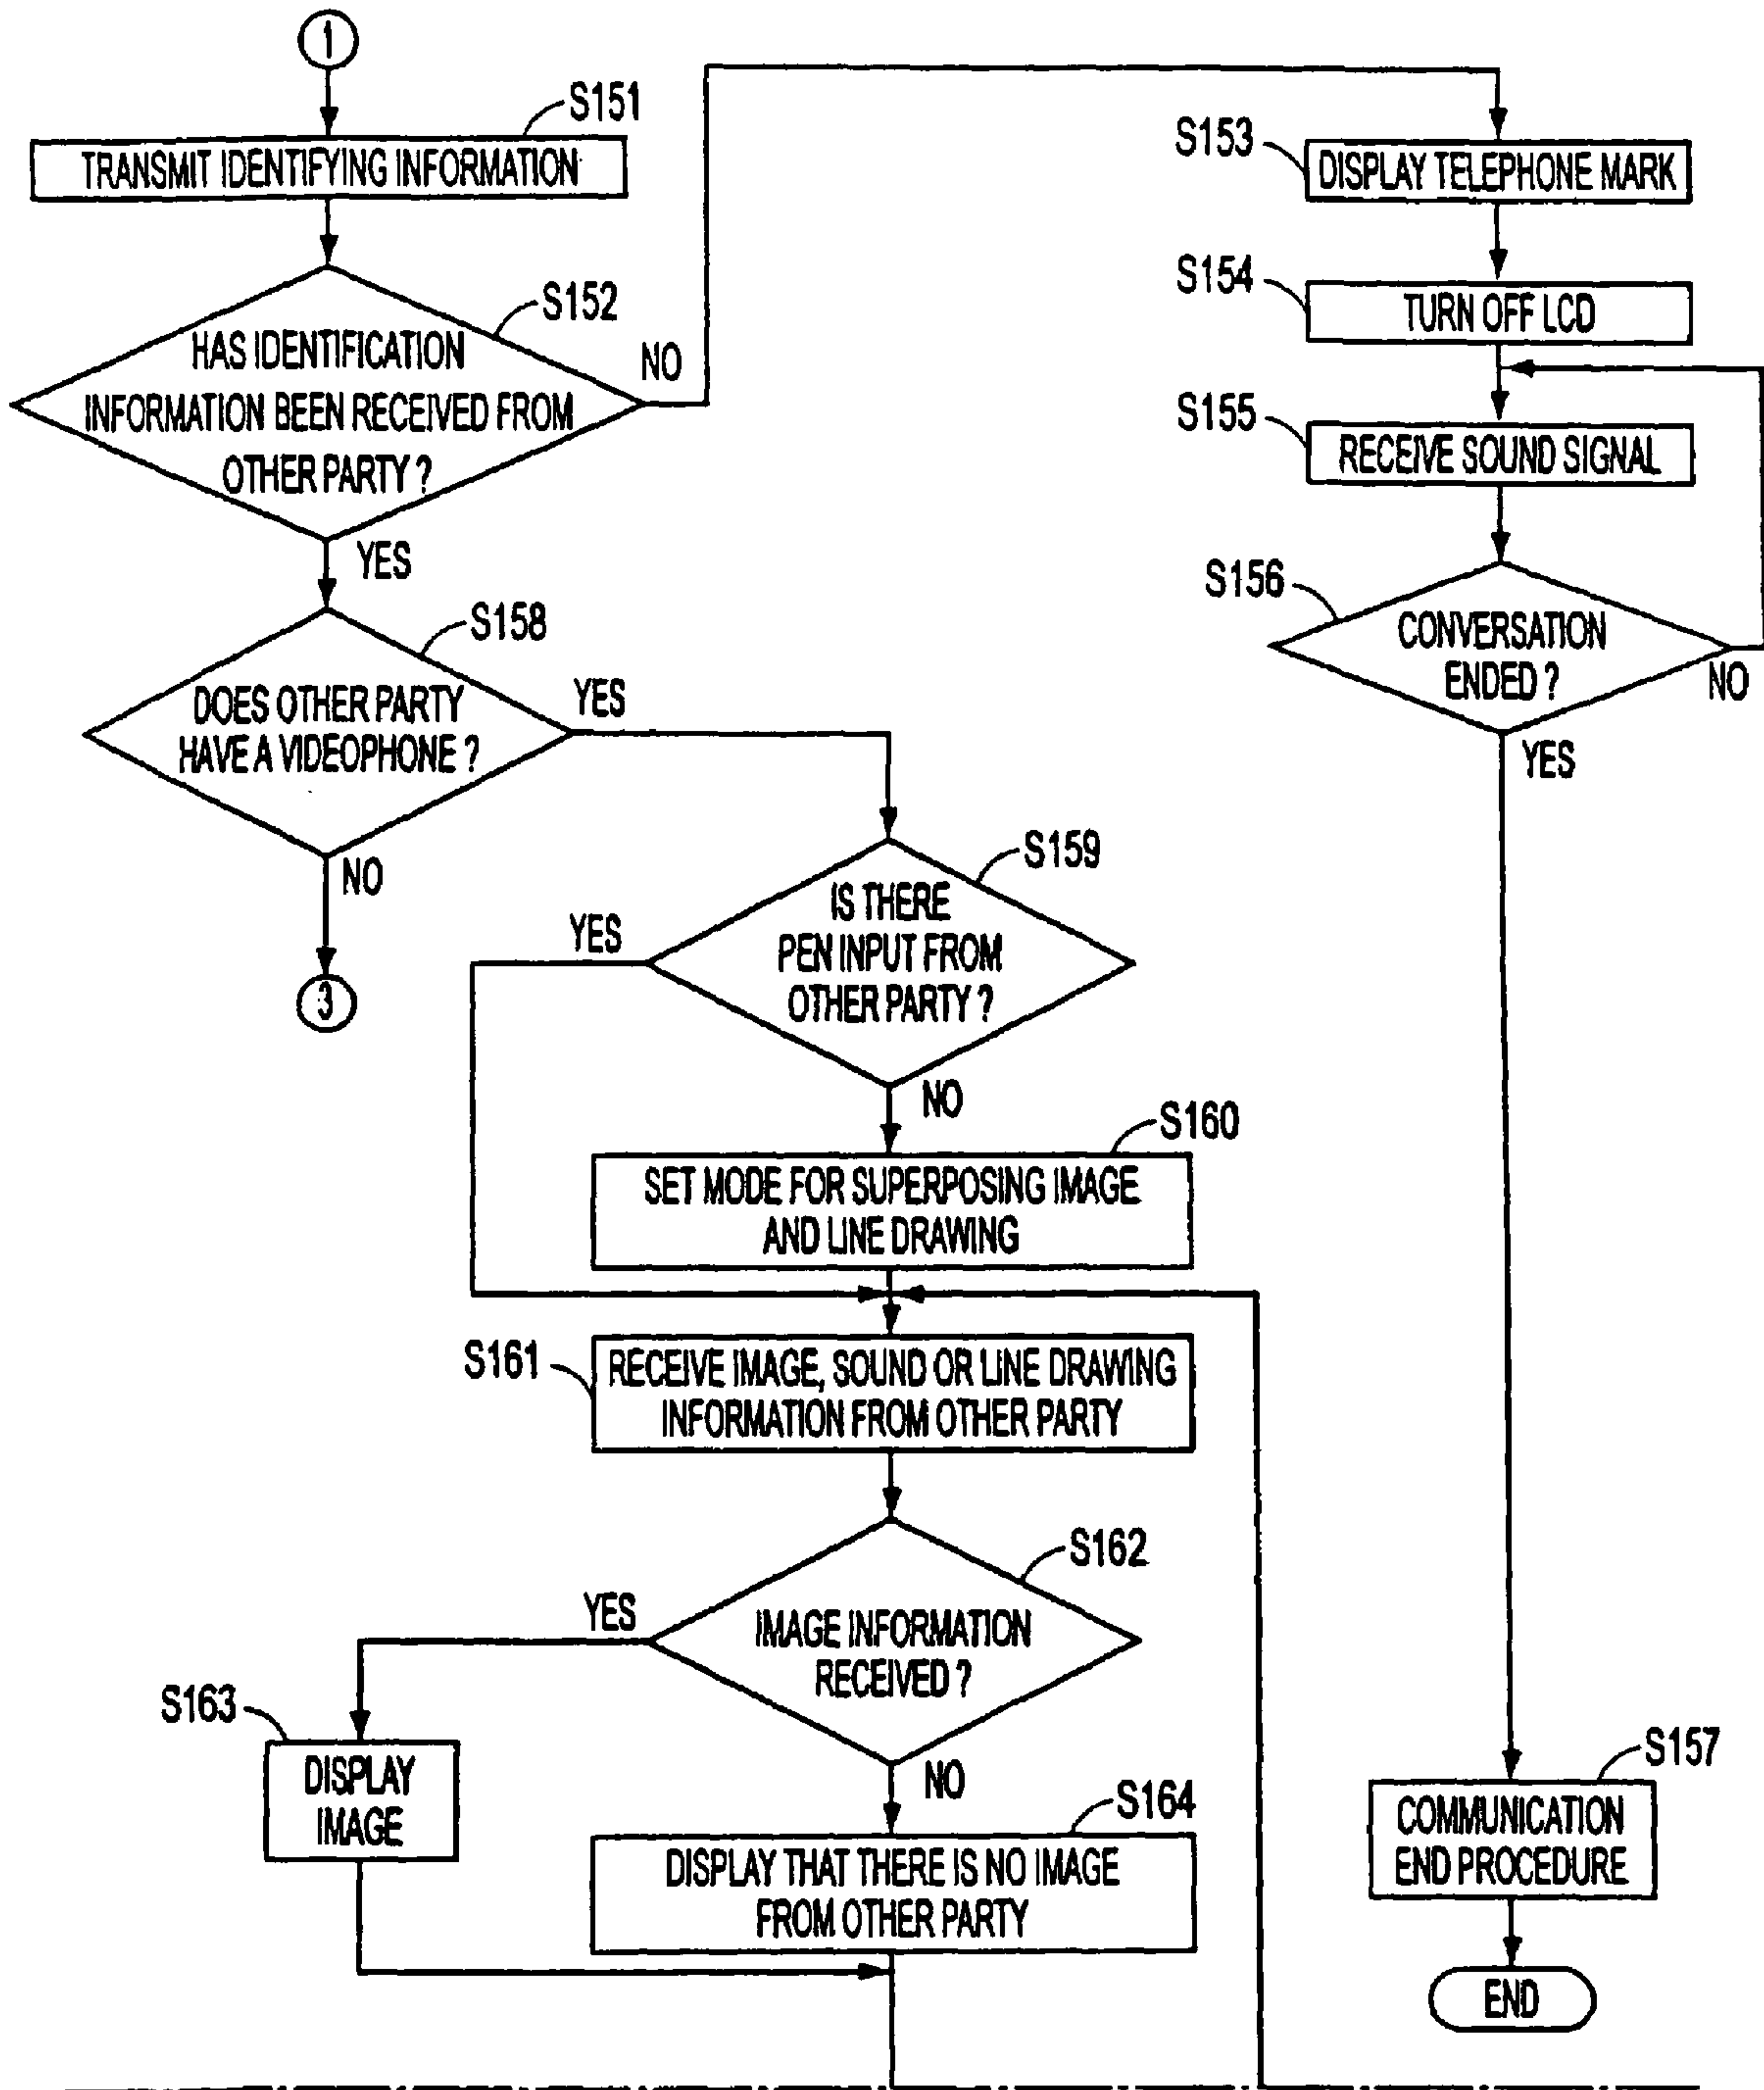 1
S151
TRANSMIT IDENTIFYING INFORMATION
S152
HAS IDENTIFICATION
INFORMATION BEEN RECEIVED FROM
OTHER PARTY ?
NO
YES
S153
DISPLAY TELEPHONE MARK
S154
TURN OFF LCD
S155
RECEIVE SOUND SIGNAL
S156
CONVERSATION
ENDED ?
NO
YES
S158
DOES OTHER PARTY
HAVE A VIDEOPHONE ?
YES
NO
3
S159
IS THERE
PEN INPUT FROM
OTHER PARTY ?
YES
NO
S160
SET MODE FOR SUPERPOSING IMAGE
AND LINE DRAWING
S161
RECEIVE IMAGE, SOUND OR LINE DRAWING
INFORMATION FROM OTHER PARTY
S162
IMAGE INFORMATION
RECEIVED ?
YES
NO
S163
DISPLAY
IMAGE
S164
DISPLAY THAT THERE IS NO IMAGE
FROM OTHER PARTY
S157
COMMUNICATION
END PROCEDURE
END